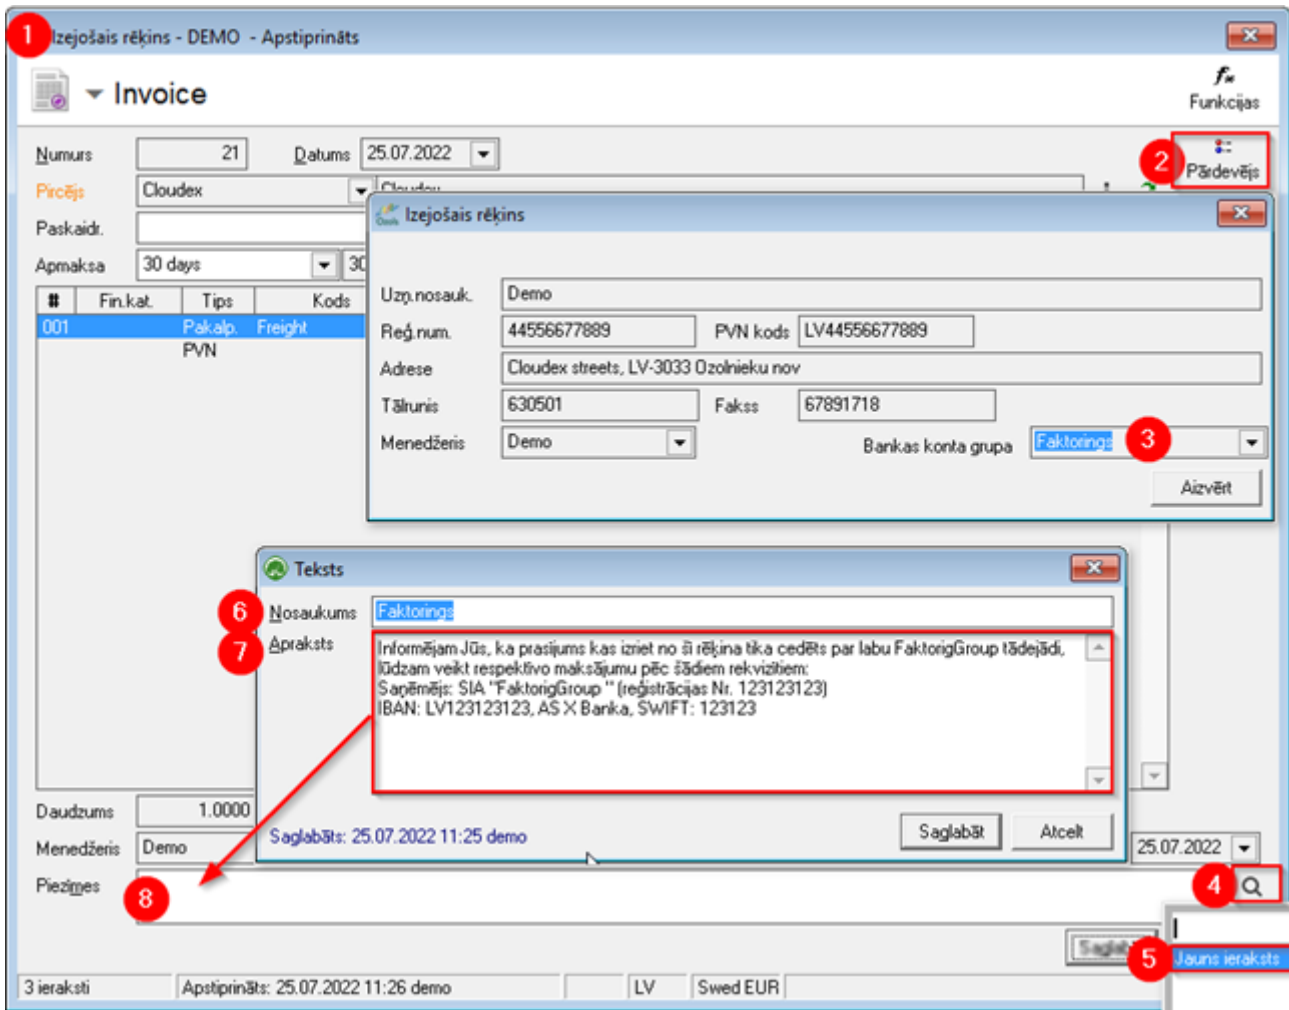 1 Izejošais rēķins - DEMO - Apstiprināts
Invoice
Funkcijas
Numurs 21 Datums 25.07.2022
2 Pārdevējs
Pircējs Cloudex Cloudex
Paskaidr.
Apmaksa 30 days 30
# Fin.kat. Tips Kods
001 Pakalp. Freight
PVN
Izejošais rēķins
Uzņ.nosauk. Demo
Reģ.num. 44556677889 PVN kods LV44556677889
Adrese Cloudex streets, LV-3033 Ozolnieku nov
Tālrunis 630501 Fakss 67891718
Menedžeris Demo Bankas konta grupa Faktorings 3
Aizvērt
Teksts
6 Nosaukums Faktorings
7 Apraksts
Informējam Jūs, ka prasījums kas izriet no šī rēķina tika cedēts par labu FaktorigGroup tādejādi,
lūdzam veikt respektīvo maksājumu pēc šādiem rekvizītiem:
Saņēmējs: SIA "FaktorigGroup " (reģistrācijas Nr. 123123123)
IBAN: LV123123123, AS X Banka, SWIFT: 123123
Saglabāts: 25.07.2022 11:25 demo Saglabāt Atcelt
Daudzums 1.0000
Menedžeris Demo 25.07.2022
Piezīmes 8 4
5 Jauns ieraksts
3 ieraksti Apstiprināts: 25.07.2022 11:26 demo LV Swed EUR